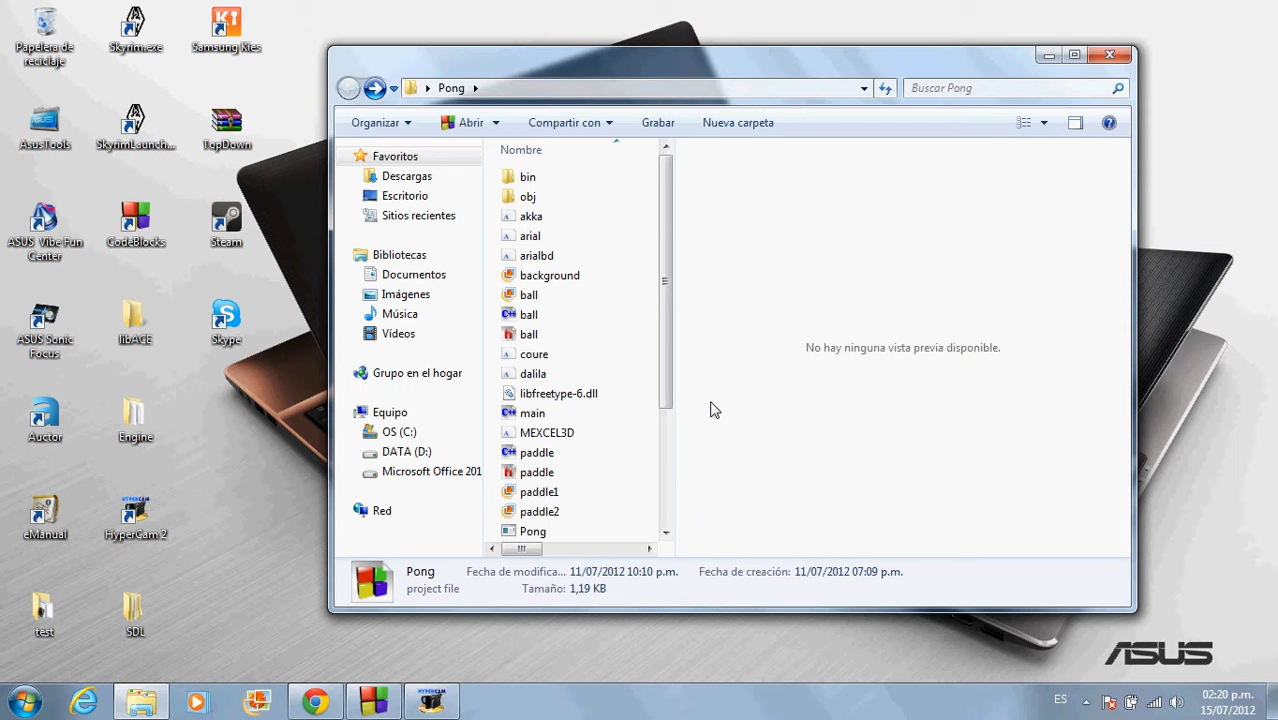 Papelera de
reciclaje
Skyrim.exe
Samsung Kies
AsusTools
SkyrimLaunch...
TopDown
ASUS Vibe Fun
Center
CodeBlocks
Steam
ASUS Sonic
Focus
libACE
Skype
Auctor
Engine
eManual
HyperCam 2
test
SDL
Pong
Buscar Pong
Organizar
Abrir
Compartir con
Grabar
Nueva carpeta
Favoritos
Descargas
Escritorio
Sitios recientes
Bibliotecas
Documentos
Imágenes
Música
Vídeos
Grupo en el hogar
Equipo
OS (C:)
DATA (D:)
Microsoft Office 201
Red
Nombre
bin
obj
akka
arial
arialbd
background
ball
ball
ball
coure
dalila
libfreetype-6.dll
main
MEXCEL3D
paddle
paddle
paddle1
paddle2
Pong
No hay ninguna vista previa disponible.
Pong
Fecha de modifica... 11/07/2012 10:10 p.m.
Fecha de creación: 11/07/2012 07:09 p.m.
project file
Tamaño: 1,19 KB
ASUS
ES
02:20 p.m.
15/07/2012